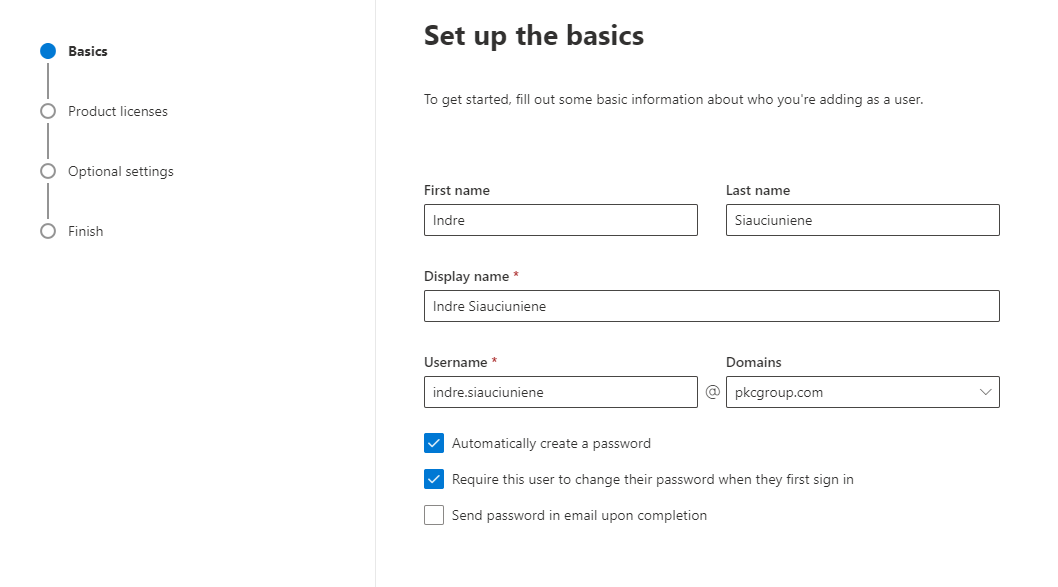 Basics
Product licenses
Optional settings
Finish
Set up the basics
To get started, fill out some basic information about who you're adding as a user.
First name
Last name
Indre
Siauciuniene
Display name *
Indre Siauciuniene
Username *
Domains
indre.siauciuniene
@
pkcgroup.com
Automatically create a password
Require this user to change their password when they first sign in
Send password in email upon completion